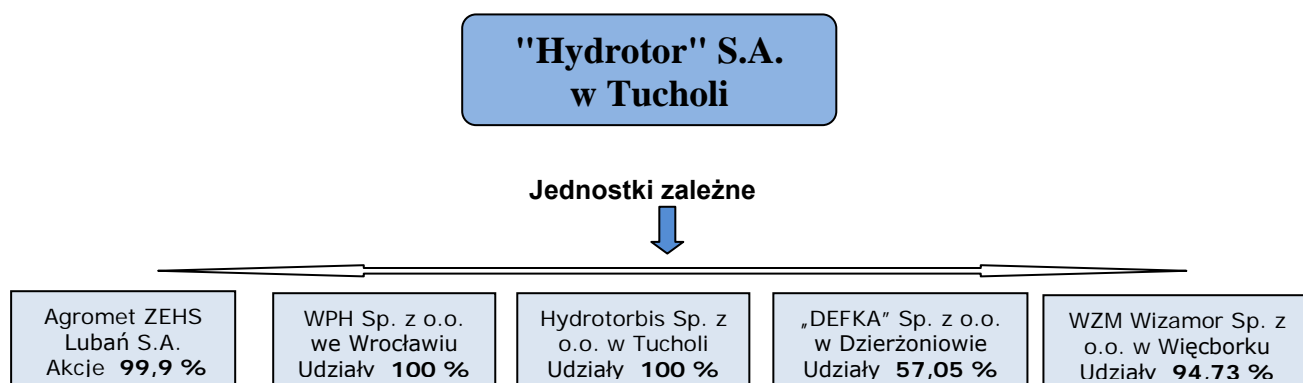 "Hydrotor" S.A.
w Tucholi
Jednostki zależne
Agromet ZEHS
Lubań S.A.
Akcje 99,9 %
WPH Sp. z o.o.
we Wrocławiu
Udziały 100 %
Hydrotorbis Sp. z
o.o. w Tucholi
Udziały 100 %
„DEFKA" Sp. z o.o.
w Dzierżoniowie
Udziały 57,05 %
WZM Wizamor Sp. z
o.o. w Więcborku
Udziały 94,73 %